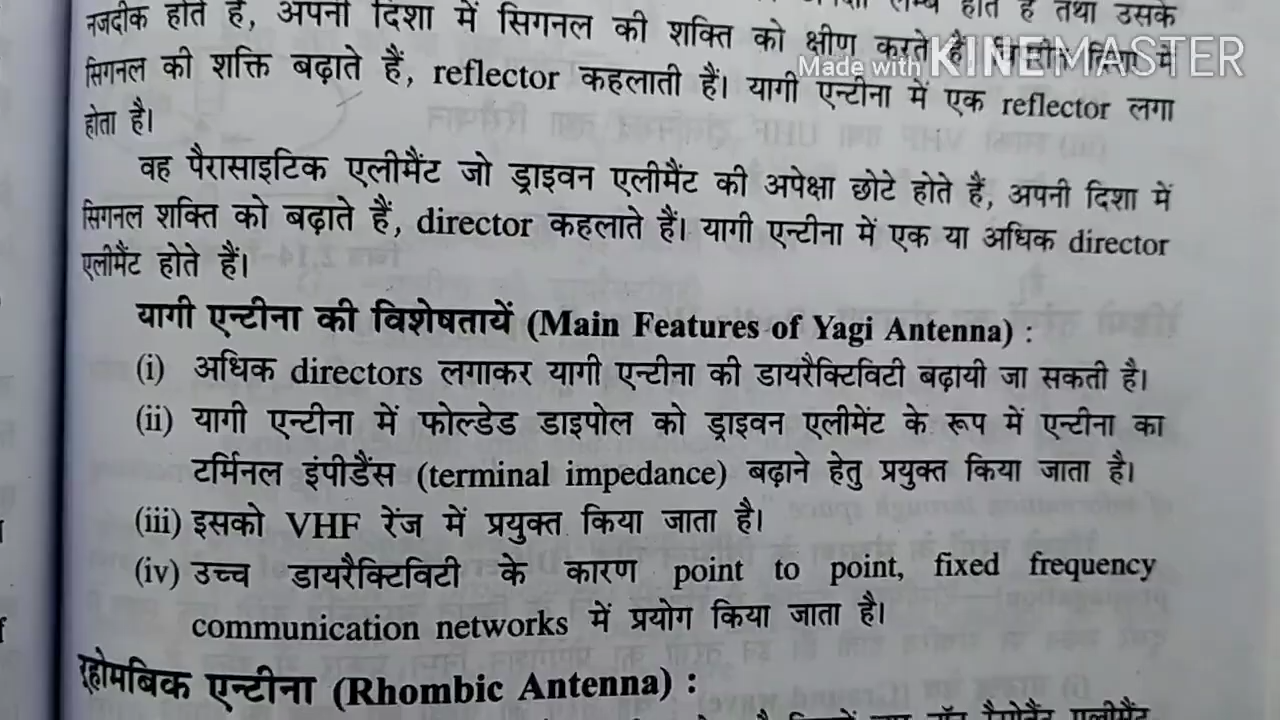 लम्बे होते हैं तथा उसके
नजदीक होते हैं, अपनी दिशा में सिगनल की शक्ति को क्षीण करते हैं। विपरीत दिशा में
Made with KINEMASTER
सिगनल की शक्ति बढ़ाते हैं, reflector कहलाती हैं। यागी एन्टीना में एक reflector लगा
होता है।
वह पैरासाइटिक एलीमैंट जो ड्राइवन एलीमैंट की अपेक्षा छोटे होते हैं, अपनी दिशा में
सिगनल शक्ति को बढ़ाते हैं, director कहलाते हैं। यागी एन्टीना में एक या अधिक director
एलीमैंट होते हैं।
यागी एन्टीना की विशेषतायें (Main Features of Yagi Antenna) :
(i) अधिक directors लगाकर यागी एन्टीना की डायरैक्टिविटी बढ़ायी जा सकती है।
(ii) यागी एन्टीना में फोल्डेड डाइपोल को ड्राइवन एलीमेंट के रूप में एन्टीना का
टर्मिनल इंपीडैंस (terminal impedance) बढ़ाने हेतु प्रयुक्त किया जाता है।
(iii) इसको VHF रेंज में प्रयुक्त किया जाता है।
(iv) उच्च डायरैक्टिविटी के कारण point to point, fixed frequency
communication networks में प्रयोग किया जाता है।
र्होमबिक एन्टीना (Rhombic Antenna) :